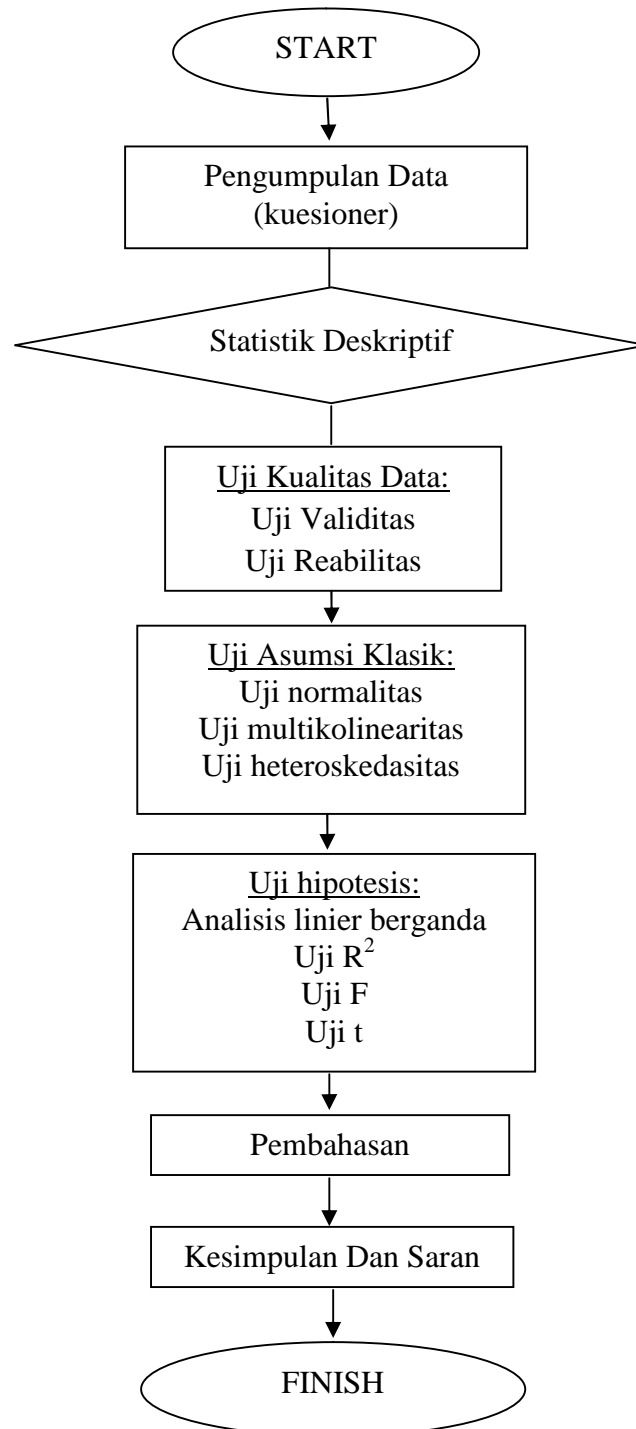 START
Pengumpulan Data
(kuesioner)
Statistik Deskriptif
Uji Kualitas Data:
Uji Validitas
Uji Reabilitas
Uji Asumsi Klasik:
Uji normalitas
Uji multikolinearitas
Uji heteroskedasitas
Uji hipotesis:
Analisis linier berganda
Uji R²
Uji F
Uji t
Pembahasan
Kesimpulan Dan Saran
FINISH